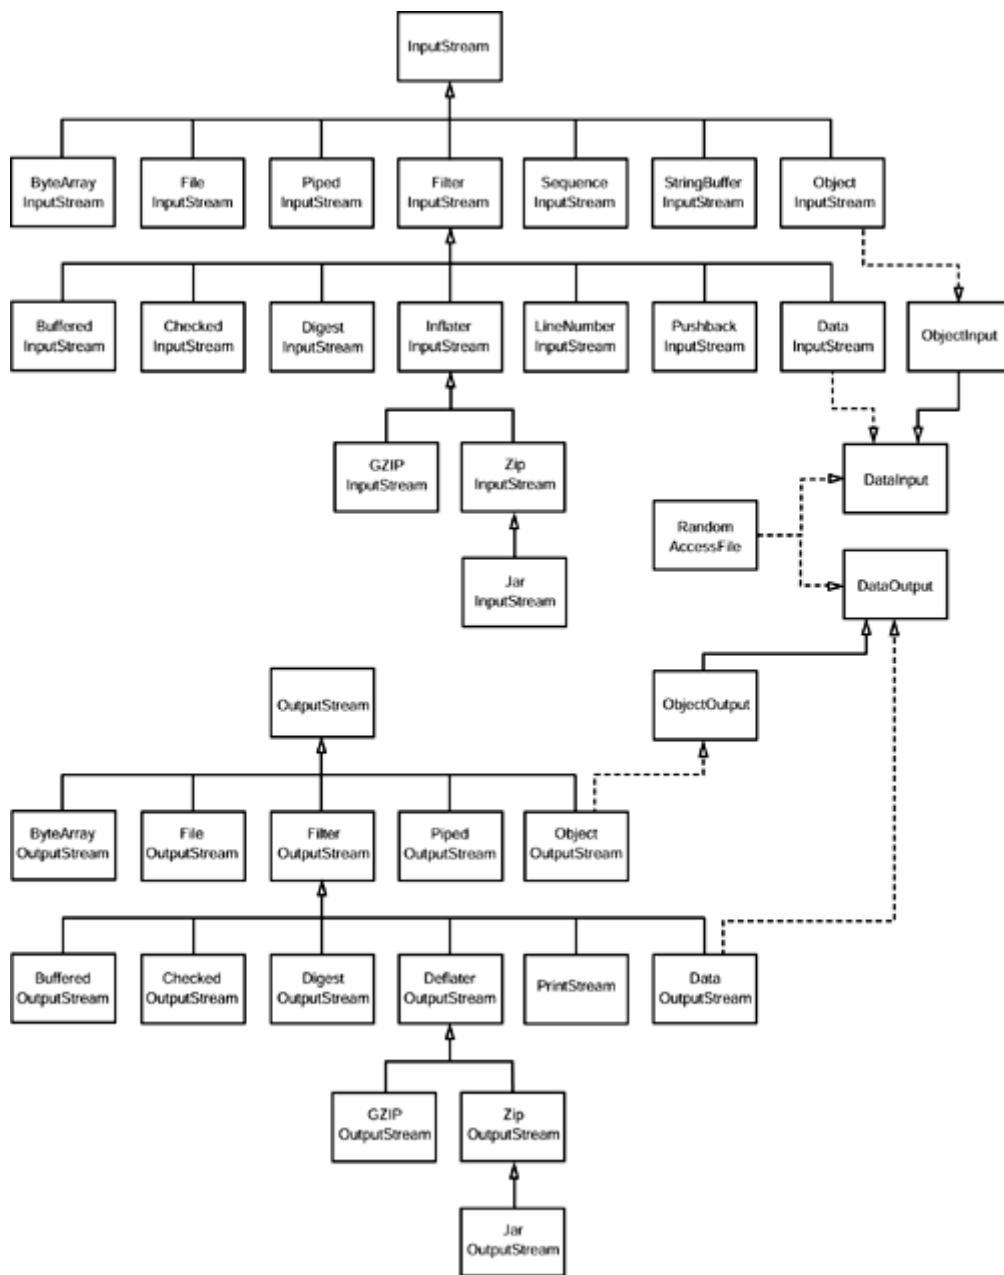 InputStream
ByteArray
InputStream
File
InputStream
Piped
InputStream
Filter
InputStream
Sequence
InputStream
StringBuffer
InputStream
Object
InputStream
Buffered
InputStream
Checked
InputStream
Digest
InputStream
Inflater
InputStream
LineNumber
InputStream
Pushback
InputStream
Data
InputStream
ObjectInput
GZIP
InputStream
Zip
InputStream
DataInput
Random
AccessFile
Jar
InputStream
DataOutput
OutputStream
ObjectOutput
ByteArray
OutputStream
File
OutputStream
Filter
OutputStream
Piped
OutputStream
Object
OutputStream
Buffered
OutputStream
Checked
OutputStream
Digest
OutputStream
Deflater
OutputStream
PrintStream
Data
OutputStream
GZIP
OutputStream
Zip
OutputStream
Jar
OutputStream